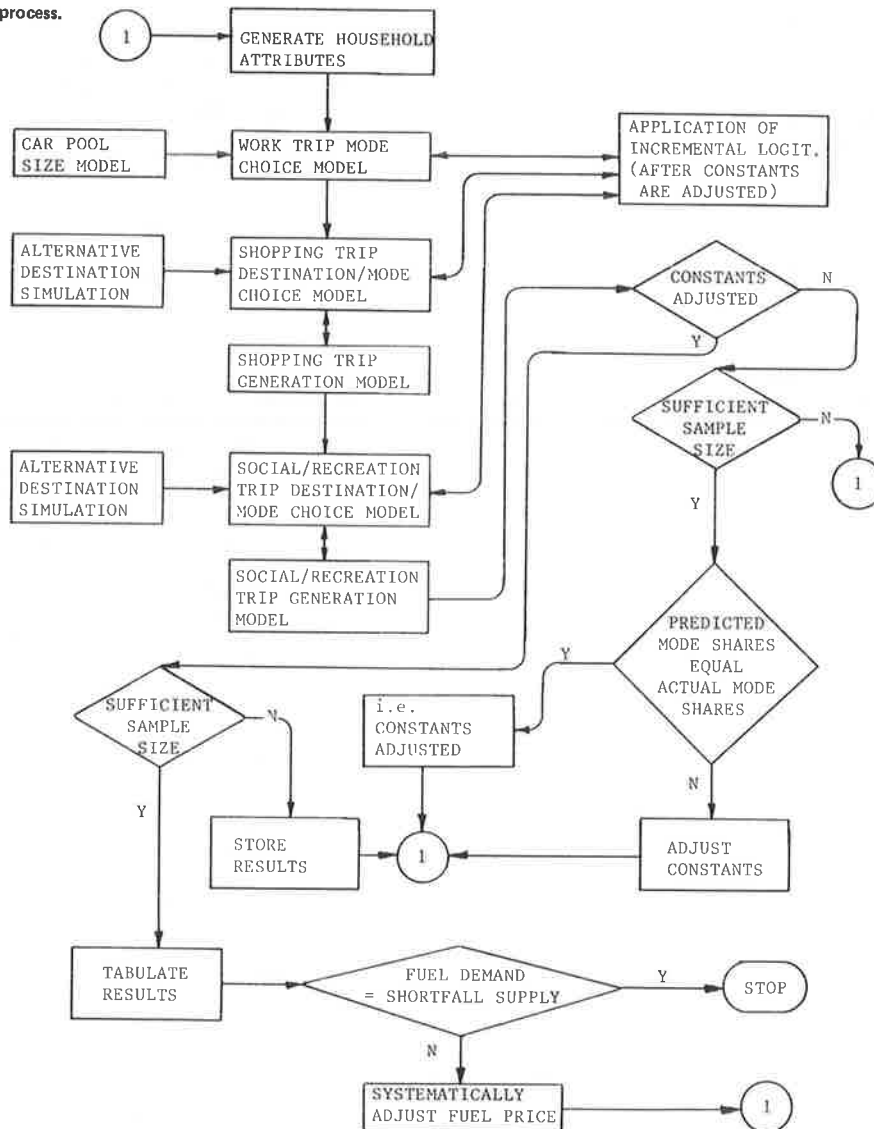 process.
1
GENERATE HOUSEHOLD
ATTRIBUTES
CAR POOL
SIZE MODEL
WORK TRIP MODE
CHOICE MODEL
APPLICATION OF
INCREMENTAL LOGIT.
(AFTER CONSTANTS
ARE ADJUSTED)
ALTERNATIVE
DESTINATION
SIMULATION
SHOPPING TRIP
DESTINATION/MODE
CHOICE MODEL
CONSTANTS
ADJUSTED
N
Y
SHOPPING TRIP
GENERATION MODEL
SUFFICIENT
SAMPLE
SIZE
N
1
Y
ALTERNATIVE
DESTINATION
SIMULATION
SOCIAL/RECREATION
TRIP DESTINATION/
MODE CHOICE MODEL
SOCIAL/RECREATION
TRIP GENERATION
MODEL
PREDICTED
MODE SHARES
EQUAL
ACTUAL MODE
SHARES
Y
N
SUFFICIENT
SAMPLE
SIZE
N
Y
i.e.
CONSTANTS
ADJUSTED
STORE
RESULTS
1
ADJUST
CONSTANTS
TABULATE
RESULTS
FUEL DEMAND
= SHORTFALL SUPPLY
Y
STOP
N
SYSTEMATICALLY
ADJUST FUEL PRICE
1